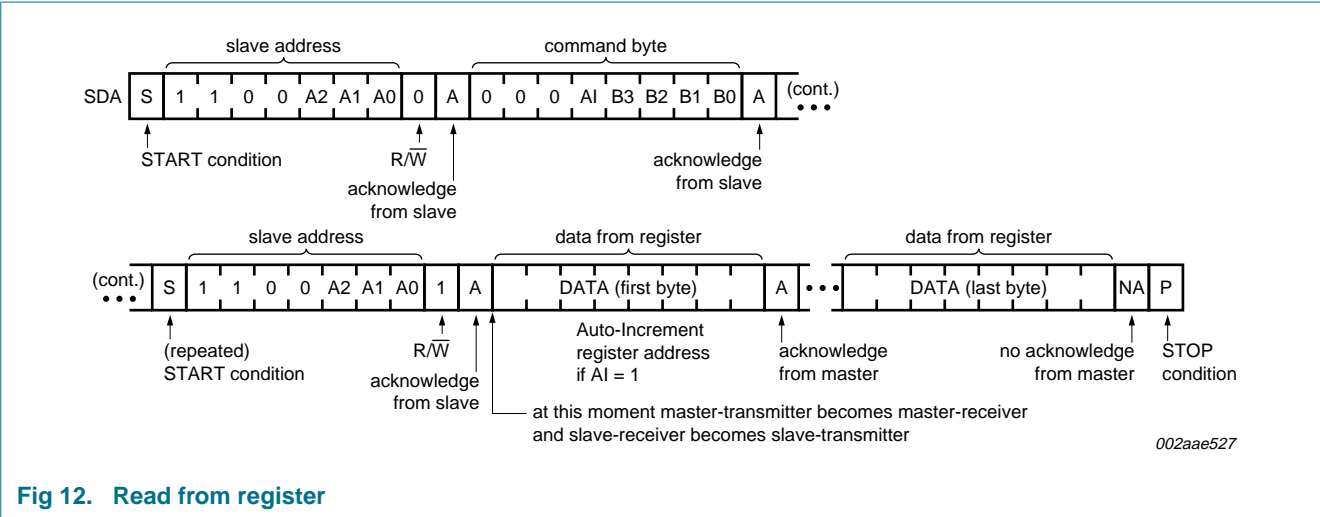 slave address command byte
SDA S 1 1 0 0 A2 A1 A0 0 A 0 0 0 AI B3 B2 B1 B0 A (cont.)
START condition R/W̅ acknowledge
acknowledge from slave
from slave
slave address data from register data from register
(cont.) S 1 1 0 0 A2 A1 A0 1 A DATA (first byte) A DATA (last byte) NA P
(repeated)
START condition
R/W̅
acknowledge
from slave
Auto-Increment
register address
if AI = 1
acknowledge
from master
no acknowledge
from master
STOP
condition
at this moment master-transmitter becomes master-receiver
and slave-receiver becomes slave-transmitter
002aae527
Fig 12. Read from register